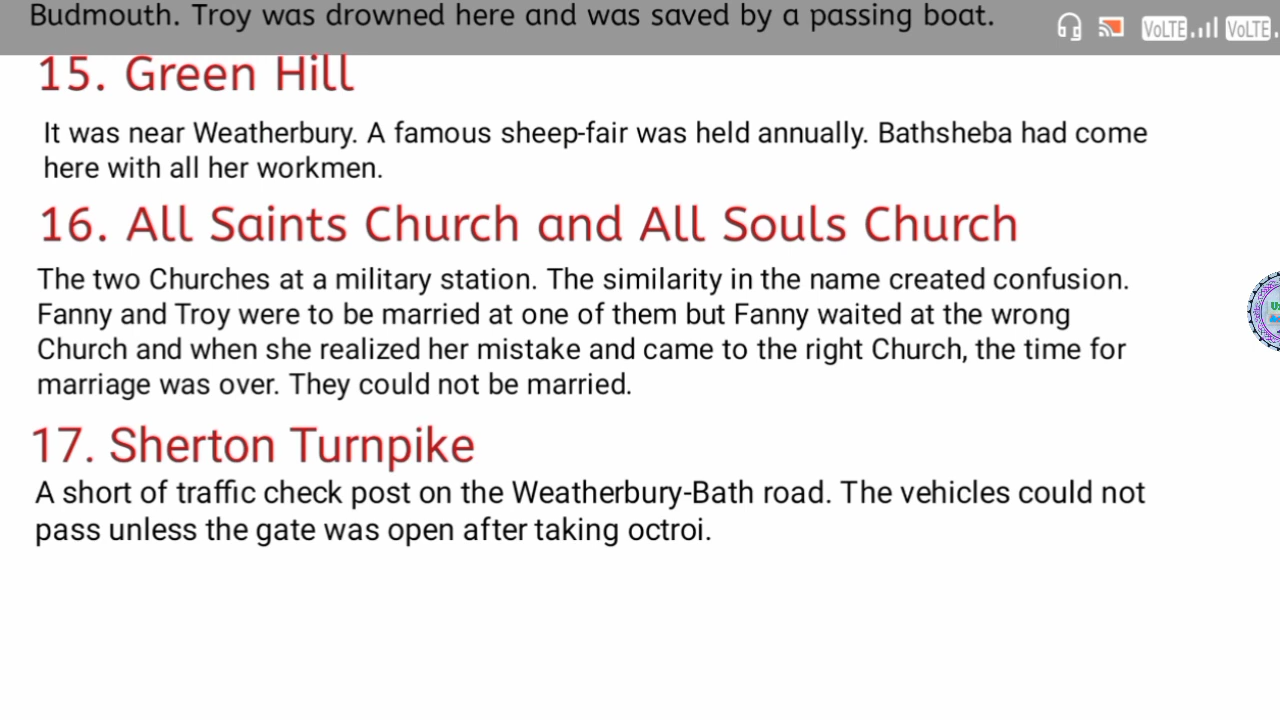 Budmouth. Troy was drowned here and was saved by a passing boat.
VoLTE VoLTE
15. Green Hill
It was near Weatherbury. A famous sheep-fair was held annually. Bathsheba had come
here with all her workmen.
16. All Saints Church and All Souls Church
The two Churches at a military station. The similarity in the name created confusion.
Fanny and Troy were to be married at one of them but Fanny waited at the wrong
Church and when she realized her mistake and came to the right Church, the time for
marriage was over. They could not be married.
17. Sherton Turnpike
A short of traffic check post on the Weatherbury-Bath road. The vehicles could not
pass unless the gate was open after taking octroi.